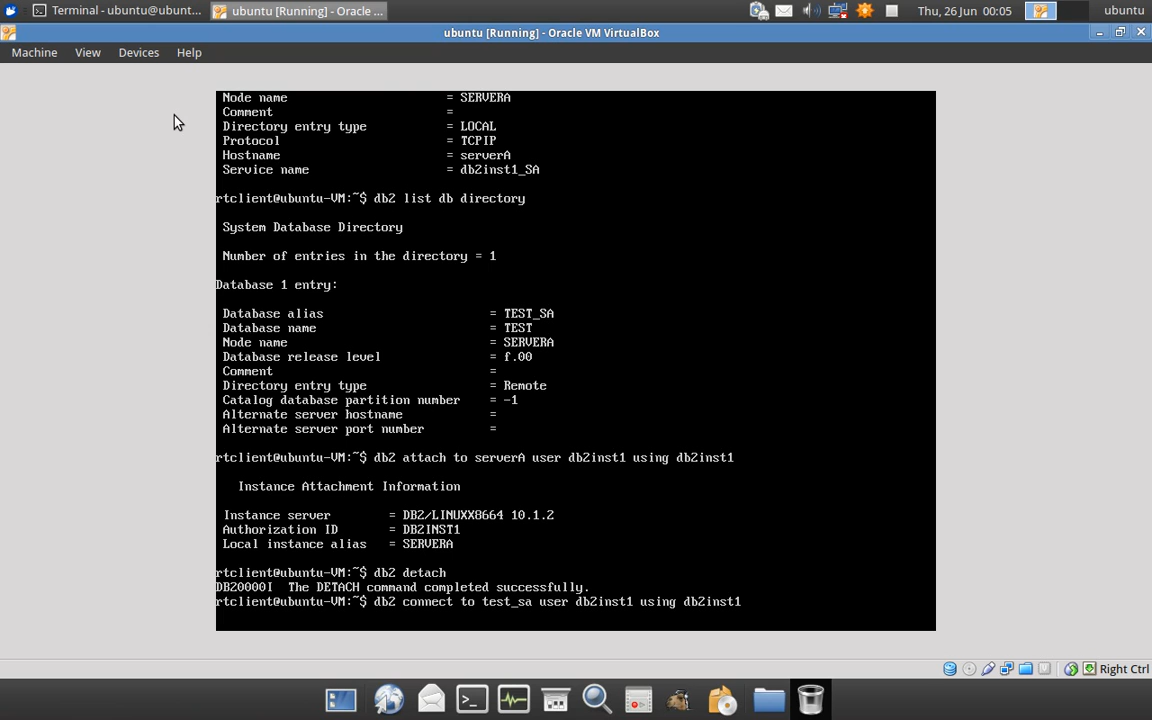 Terminal - ubuntu@ubunt... ubuntu [Running] - Oracle ... Thu, 26 Jun 00:05 ubuntu
ubuntu [Running] - Oracle VM VirtualBox
Machine View Devices Help
Node name = SERVERA
Comment =
Directory entry type = LOCAL
Protocol = TCPIP
Hostname = serverA
Service name = db2inst1_SA
rtclient@ubuntu-VM:~$ db2 list db directory
System Database Directory
Number of entries in the directory = 1
Database 1 entry:
Database alias = TEST_SA
Database name = TEST
Node name = SERVERA
Database release level = f.00
Comment =
Directory entry type = Remote
Catalog database partition number = -1
Alternate server hostname =
Alternate server port number =
rtclient@ubuntu-VM:~$ db2 attach to serverA user db2inst1 using db2inst1
Instance Attachment Information
Instance server = DB2/LINUXX8664 10.1.2
Authorization ID = DB2INST1
Local instance alias = SERVERA
rtclient@ubuntu-VM:~$ db2 detach
DB20000I The DETACH command completed successfully.
rtclient@ubuntu-VM:~$ db2 connect to test_sa user db2inst1 using db2inst1
Right Ctrl